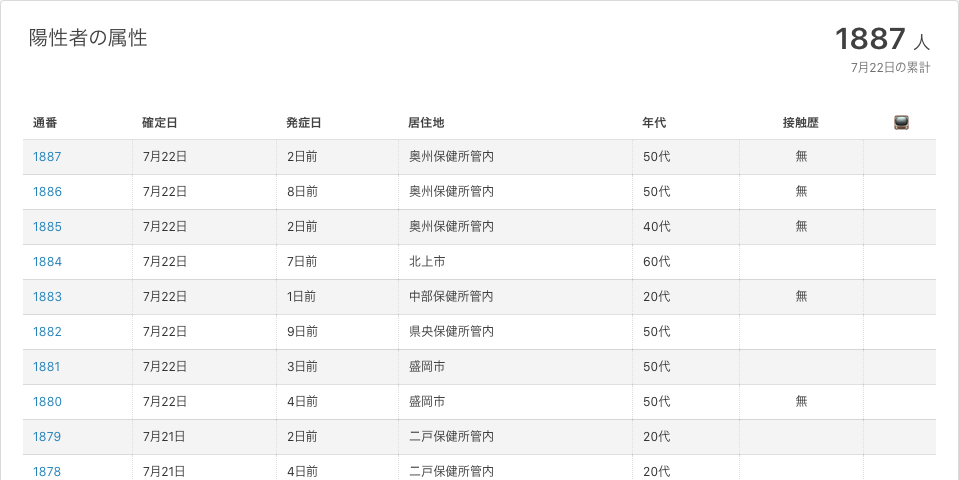 陽性者の属性
1887 人
7月22日の累計
通番 確定日 発症日 居住地 年代 接触歴
1887 7月22日 2日前 奥州保健所管内 50代 無
1886 7月22日 8日前 奥州保健所管内 50代 無
1885 7月22日 2日前 奥州保健所管内 40代 無
1884 7月22日 7日前 北上市 60代
1883 7月22日 1日前 中部保健所管内 20代 無
1882 7月22日 9日前 県央保健所管内 50代
1881 7月22日 3日前 盛岡市 50代
1880 7月22日 4日前 盛岡市 50代 無
1879 7月21日 2日前 二戸保健所管内 20代
1878 7月21日 4日前 二戸保健所管内 20代